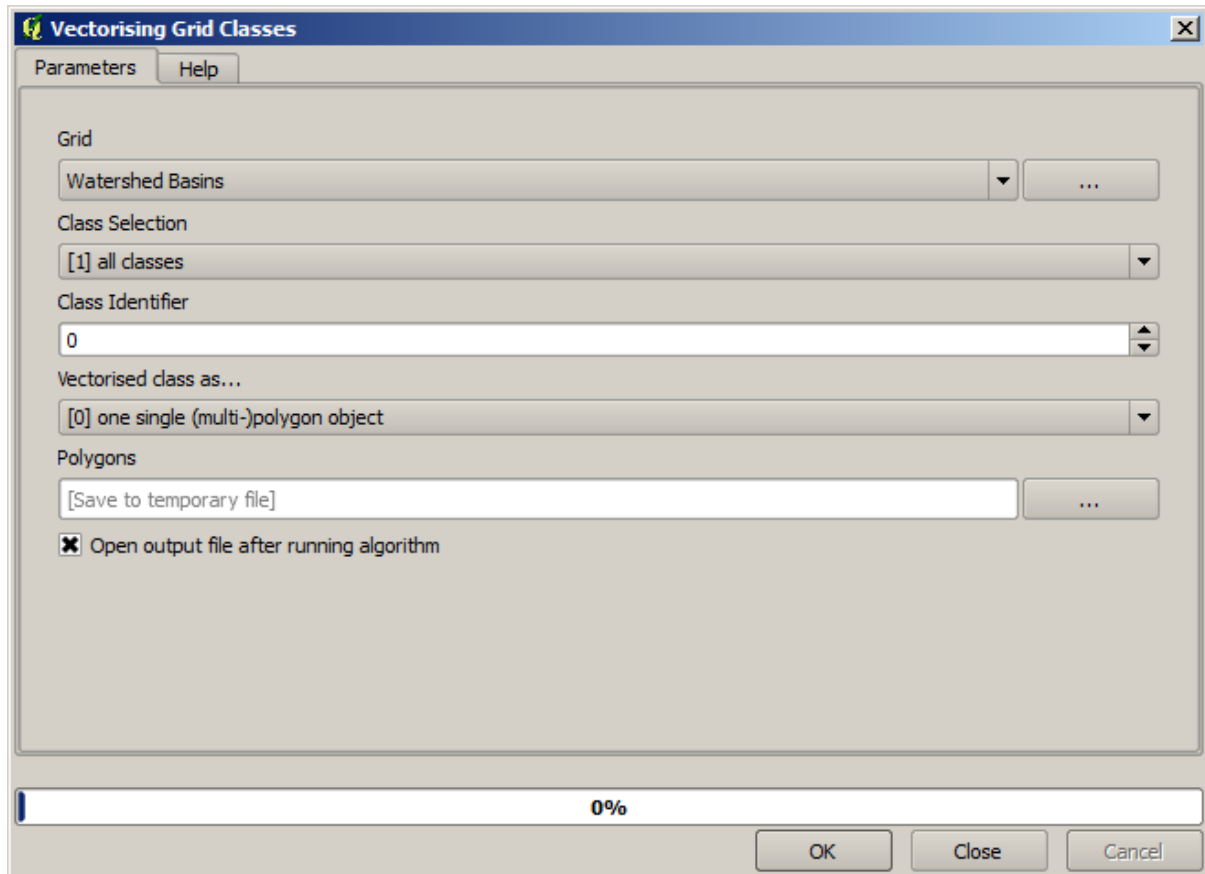 Vectorising Grid Classes
Parameters Help
Grid
Watershed Basins ...
Class Selection
[1] all classes
Class Identifier
0
Vectorised class as...
[0] one single (multi-)polygon object
Polygons
[Save to temporary file] ...
Open output file after running algorithm
0%
OK Close Cancel